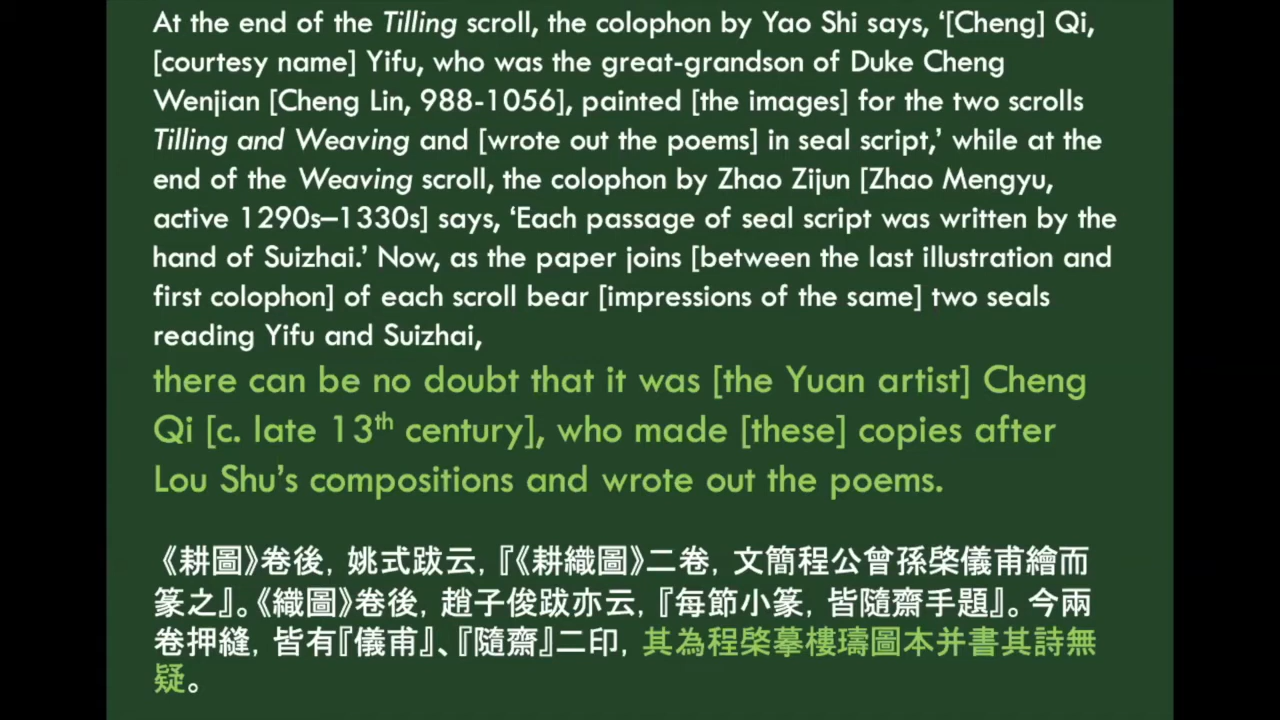 At the end of the Tilling scroll, the colophon by Yao Shi says, ‘[Cheng] Qi,
[courtesy name] Yifu, who was the great-grandson of Duke Cheng
Wenjian [Cheng Lin, 988-1056], painted [the images] for the two scrolls
Tilling and Weaving and [wrote out the poems] in seal script,’ while at the
end of the Weaving scroll, the colophon by Zhao Zijun [Zhao Mengyu,
active 1290s–1330s] says, ‘Each passage of seal script was written by the
hand of Suizhai.’ Now, as the paper joins [between the last illustration and
first colophon] of each scroll bear [impressions of the same] two seals
reading Yifu and Suizhai,
there can be no doubt that it was [the Yuan artist] Cheng
Qi [c. late 13th century], who made [these] copies after
Lou Shu’s compositions and wrote out the poems.
《耕圖》卷後，姚式跋云，『《耕織圖》二卷，文簡程公曾孫棨儀甫繪而
篆之』。《織圖》卷後，趙子俊跋亦云，『每節小篆，皆隨齋手題』。今兩
卷押縫，皆有『儀甫』、『隨齋』二印，其為程棨摹樓璹圖本并書其詩無
疑。